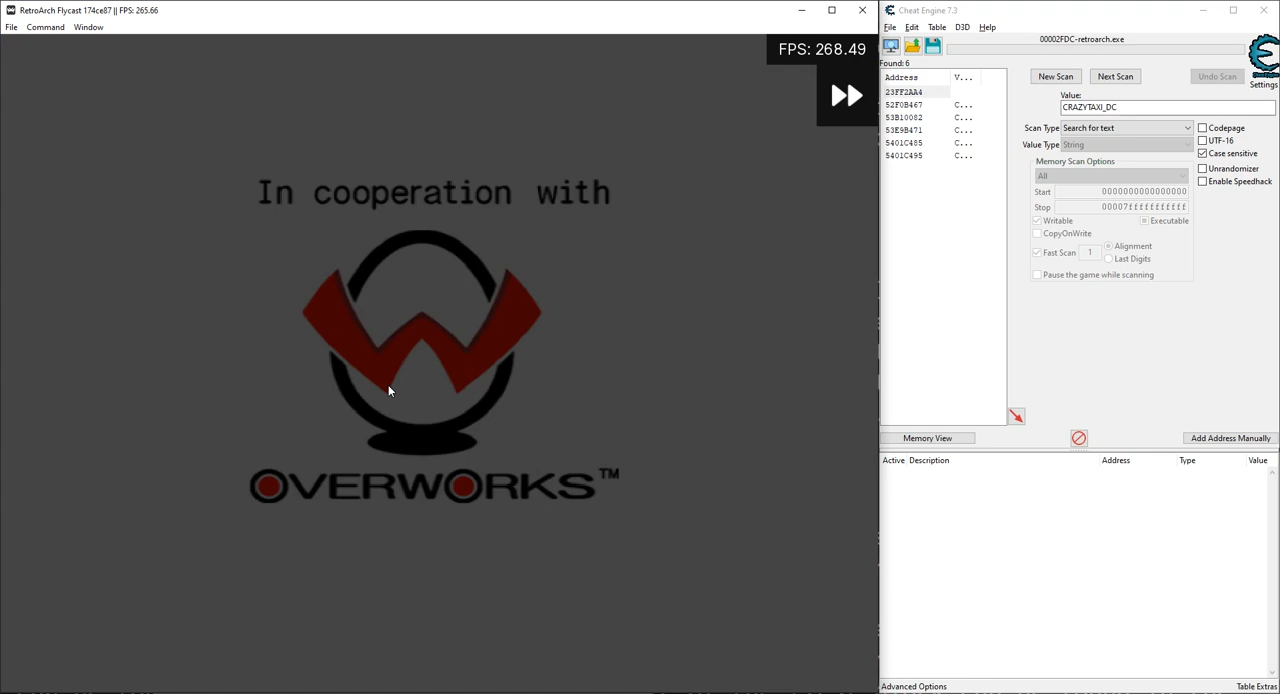 RetroArch Flycast 174ce87 || FPS: 265.66
File Command Window
FPS: 268.49
In cooperation with
OVERWORKS™
Cheat Engine 7.3
File Edit Table D3D Help
00002FDC-retroarch.exe
Found: 6
Address V...
23FF2AA4
52F0B467 C...
53B10082 C...
53E9B471 C...
5401C485 C...
5401C495 C...
New Scan Next Scan Undo Scan
Settings
Value:
CRAZYTAXI_DC
Scan Type Search for text
Value Type String
Codepage
UTF-16
Case sensitive
Unrandomizer
Enable Speedhack
Memory Scan Options
All
Start 0000000000000000
Stop 00007fffffffffff
Writable Executable
CopyOnWrite
Fast Scan 1 Alignment
Last Digits
Pause the game while scanning
Memory View
Add Address Manually
Active Description Address Type Value
Advanced Options
Table Extras